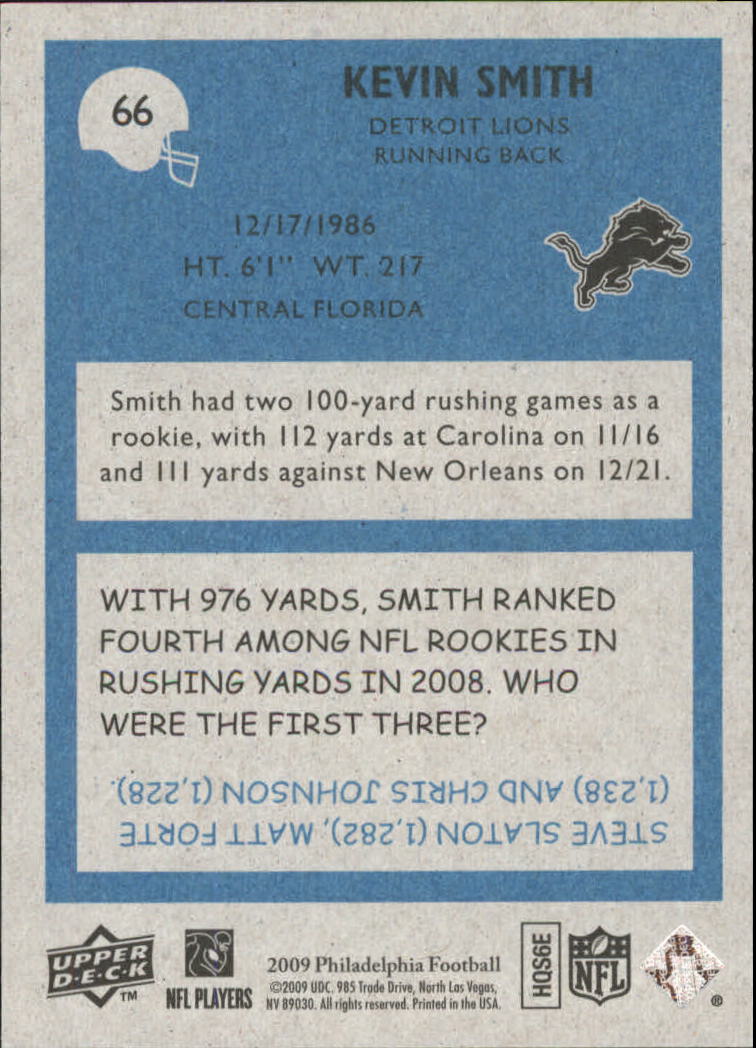 66
KEVIN SMITH
DETROIT LIONS
RUNNING BACK
12/17/1986
HT. 6'1" WT. 217
CENTRAL FLORIDA
Smith had two 100-yard rushing games as a
rookie, with 112 yards at Carolina on 11/16
and 111 yards against New Orleans on 12/21.
WITH 976 YARDS, SMITH RANKED
FOURTH AMONG NFL ROOKIES IN
RUSHING YARDS IN 2008. WHO
WERE THE FIRST THREE?
STEVE SLATON (1,282), MATT FORTE
(1,238) AND CHRIS JOHNSON (1,228).
UPPER
D·E·C·K
TM
NFL PLAYERS
2009 Philadelphia Football
©2009 UDC. 985 Trade Drive, North Las Vegas,
NV 89030. All rights reserved. Printed in the USA.
HQS6E
NFL
®